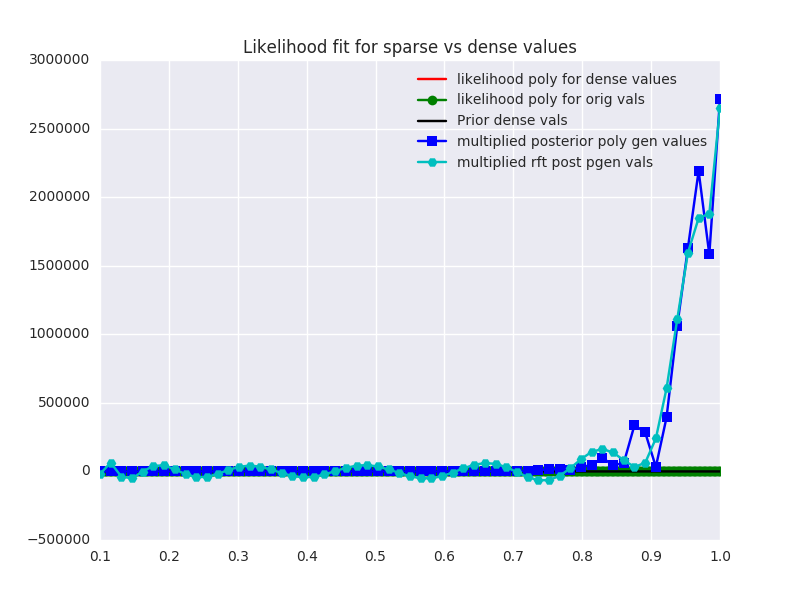 Likelihood fit for sparse vs dense values
3000000
2500000
2000000
1500000
1000000
500000
0
−500000
0.1 0.2 0.3 0.4 0.5 0.6 0.7 0.8 0.9 1.0
likelihood poly for dense values
likelihood poly for orig vals
Prior dense vals
multiplied posterior poly gen values
multiplied rft post pgen vals